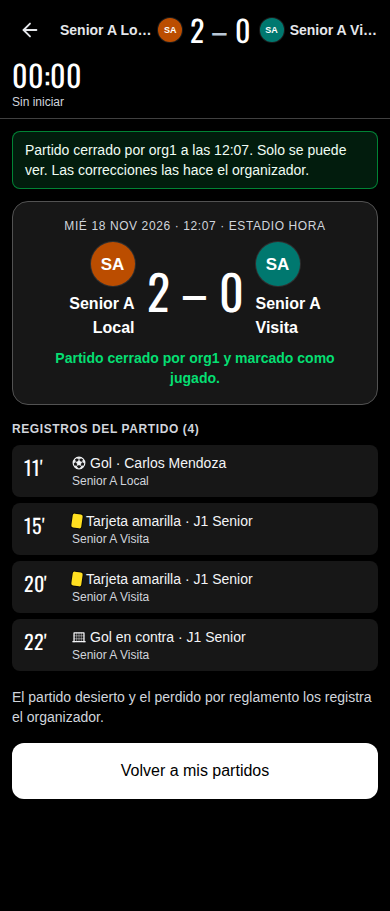 Senior A Lo... SA 2 – 0 SA Senior A Vi...
00:00
Sin iniciar
Partido cerrado por org1 a las 12:07. Solo se puede
ver. Las correcciones las hace el organizador.
MIÉ 18 NOV 2026 · 12:07 · ESTADIO HORA
SA 2 – 0 SA
Senior A
Local
Senior A
Visita
Partido cerrado por org1 y marcado como
jugado.
REGISTROS DEL PARTIDO (4)
11' Gol · Carlos Mendoza
Senior A Local
15' Tarjeta amarilla · J1 Senior
Senior A Visita
20' Tarjeta amarilla · J1 Senior
Senior A Visita
22' Gol en contra · J1 Senior
Senior A Visita
El partido desierto y el perdido por reglamento los registra
el organizador.
Volver a mis partidos